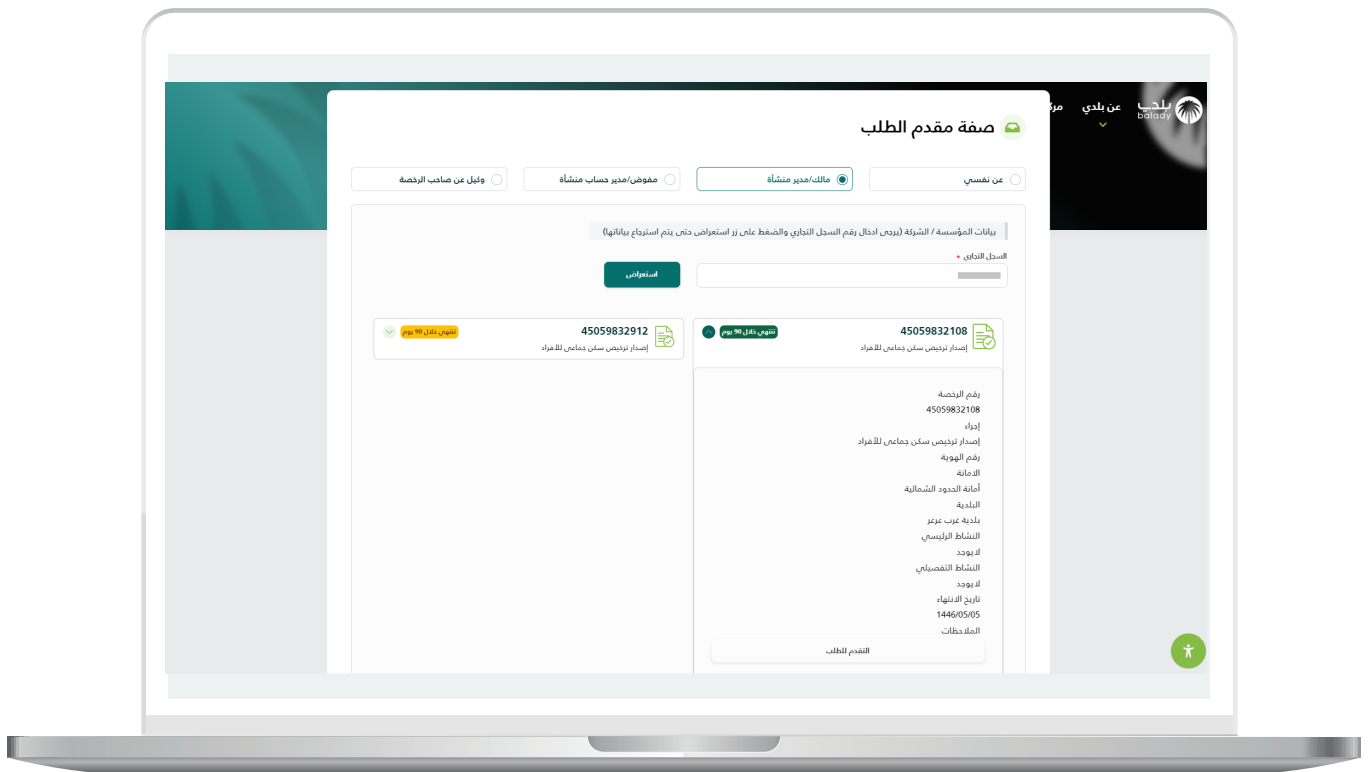 بلدي
balady
عن بلدي
مرك
صفة مقدم الطلب
عن نفسي
مالك/مدير منشأة
مفوض/مدير حساب منشأة
وكيل عن صاحب الرخصة
بيانات المؤسسة / الشركة (يرجى ادخال رقم السجل التجاري والضغط على زر استعراض حتى يتم استرجاع بياناتها)
السجل التجاري •
استعراض
45059832108
تنتهي خلال 90 يوم
إصدار ترخيص سكن جماعي للأفراد
45059832912
تنتهي خلال 90 يوم
إصدار ترخيص سكن جماعي للأفراد
رقم الرخصة
45059832108
إجراء
إصدار ترخيص سكن جماعي للأفراد
رقم الهوية
الامانة
أمانة الحدود الشمالية
البلدية
بلدية غرب عرعر
النشاط الرئيسي
لايوجد
النشاط التفصيلي
لايوجد
تاريخ الانتهاء
1446/05/05
الملاحظات
التقدم للطلب